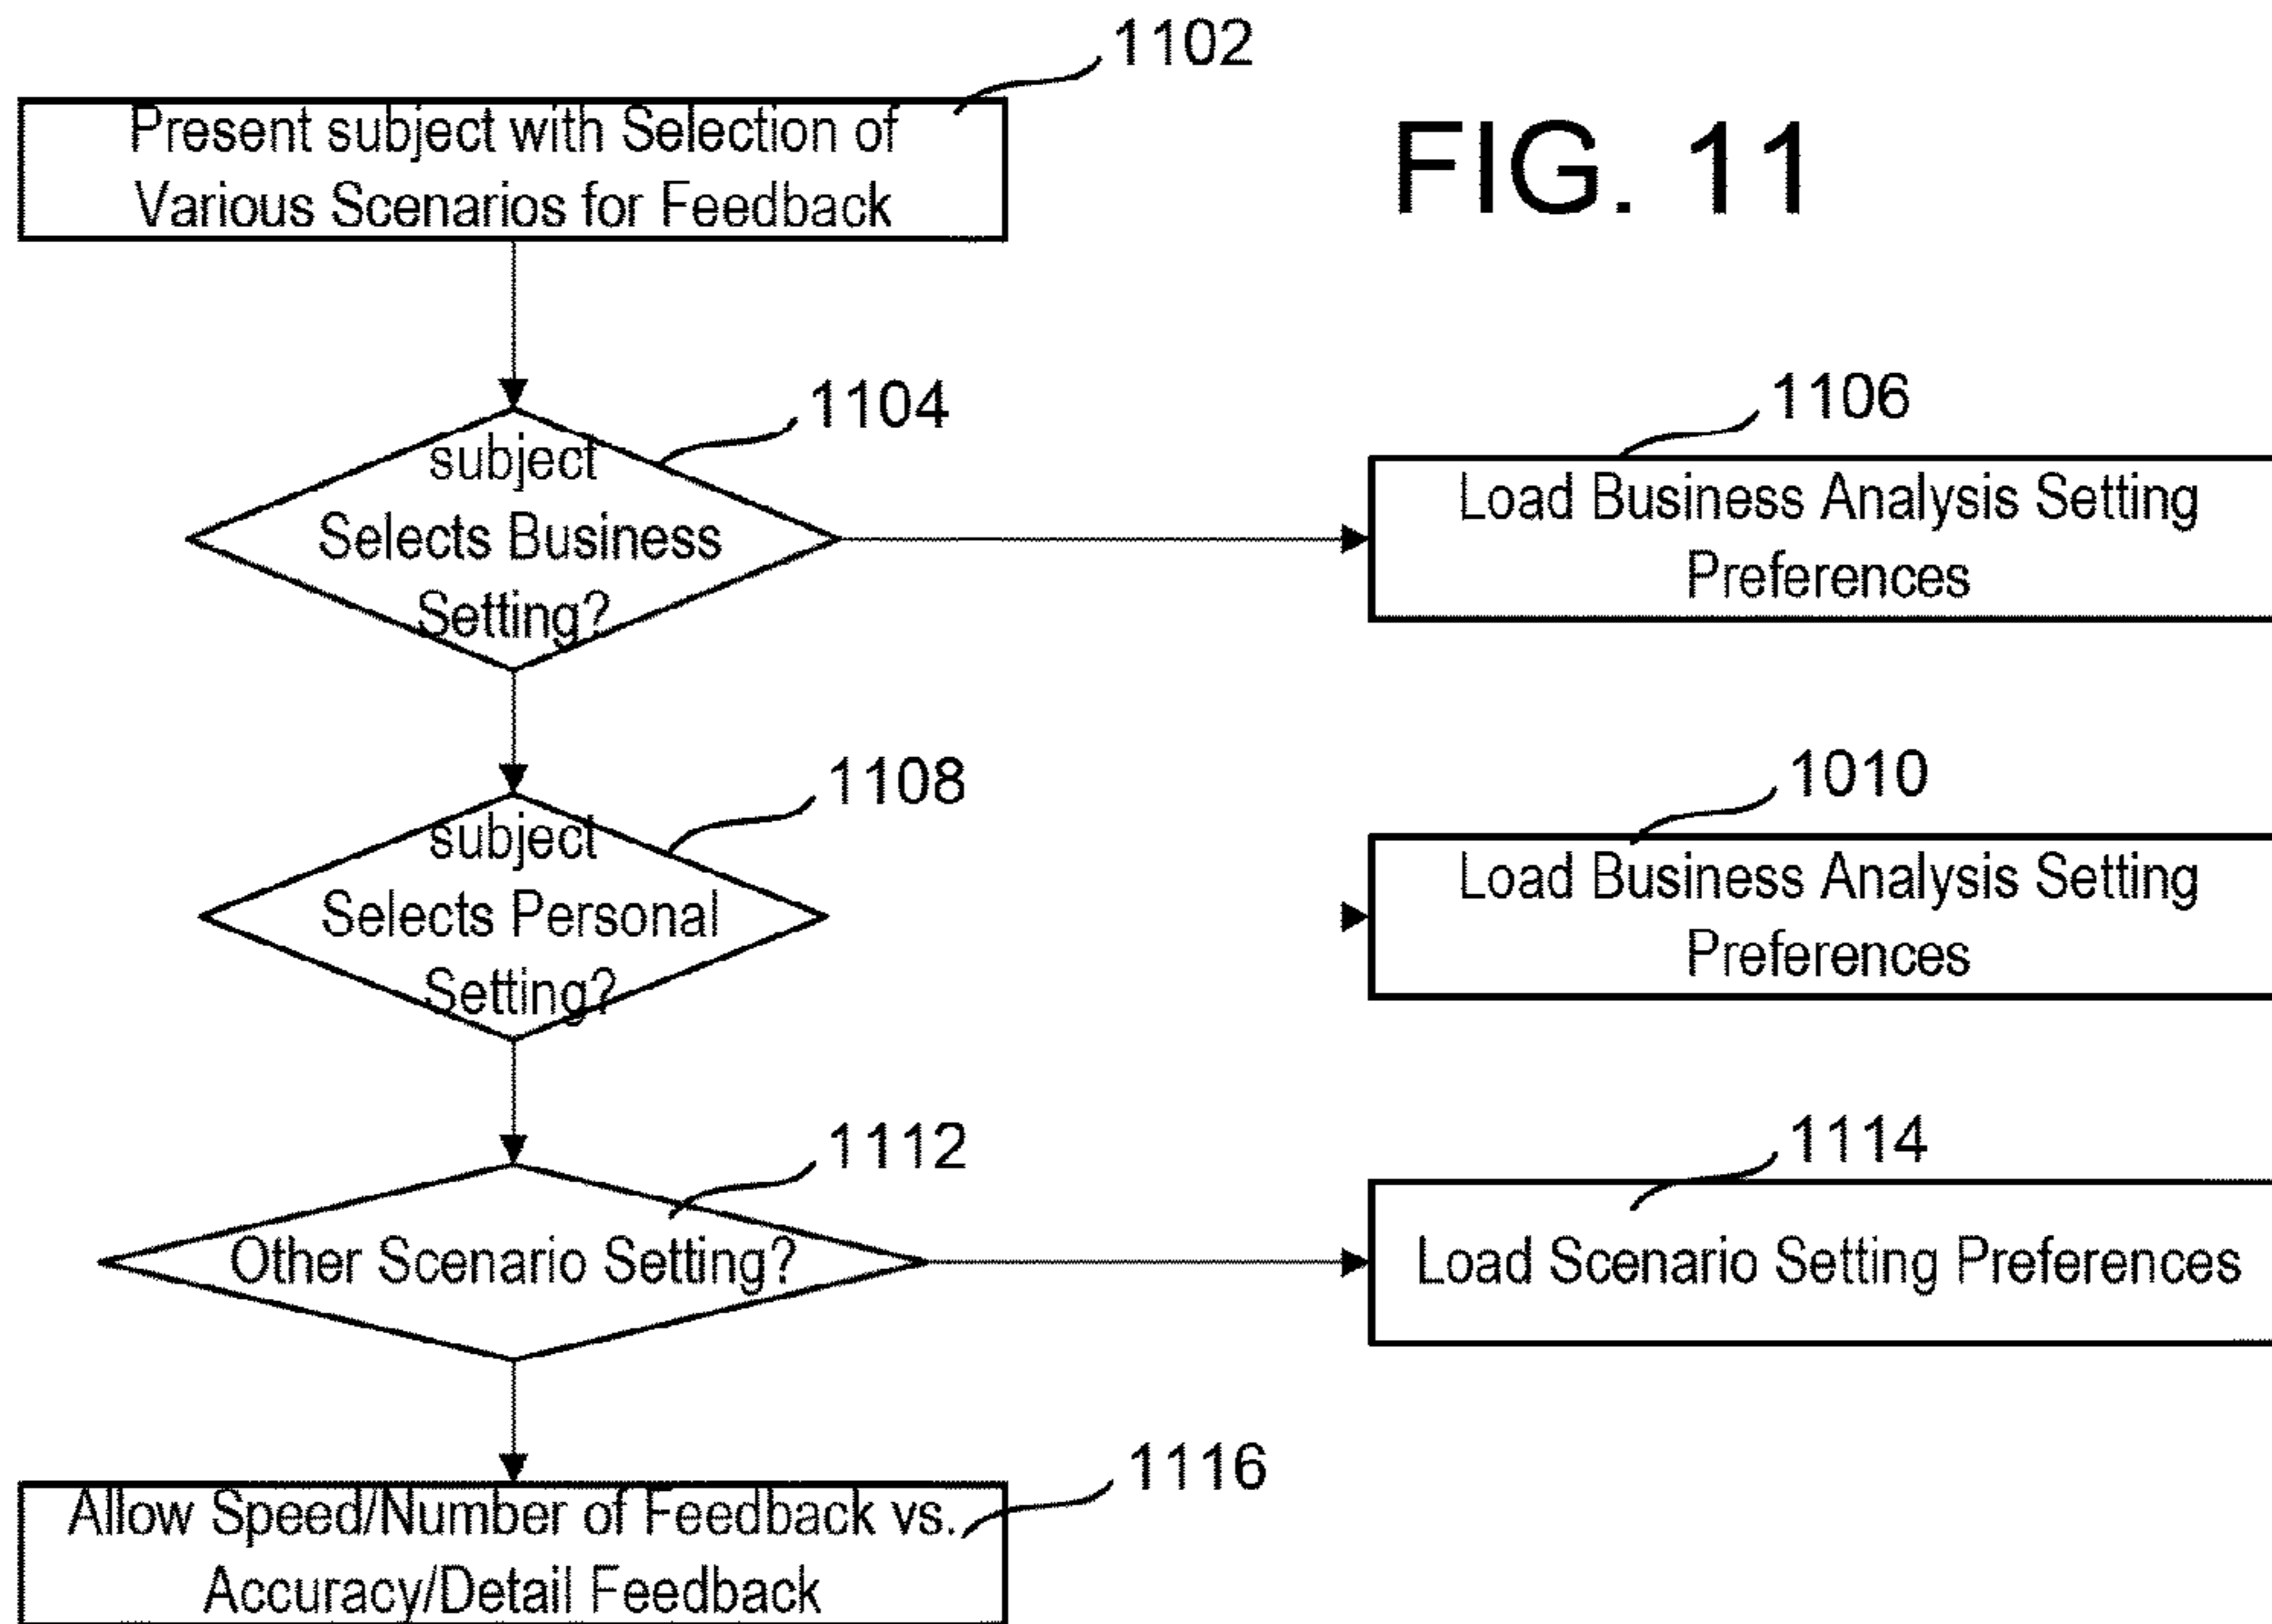 1102
Present subject with Selection of
Various Scenarios for Feedback
FIG. 11
1104
subject
Selects Business
Setting?
1106
Load Business Analysis Setting
Preferences
1108
subject
Selects Personal
Setting?
1010
Load Business Analysis Setting
Preferences
1112
Other Scenario Setting?
1114
Load Scenario Setting Preferences
1116
Allow Speed/Number of Feedback vs.
Accuracy/Detail Feedback